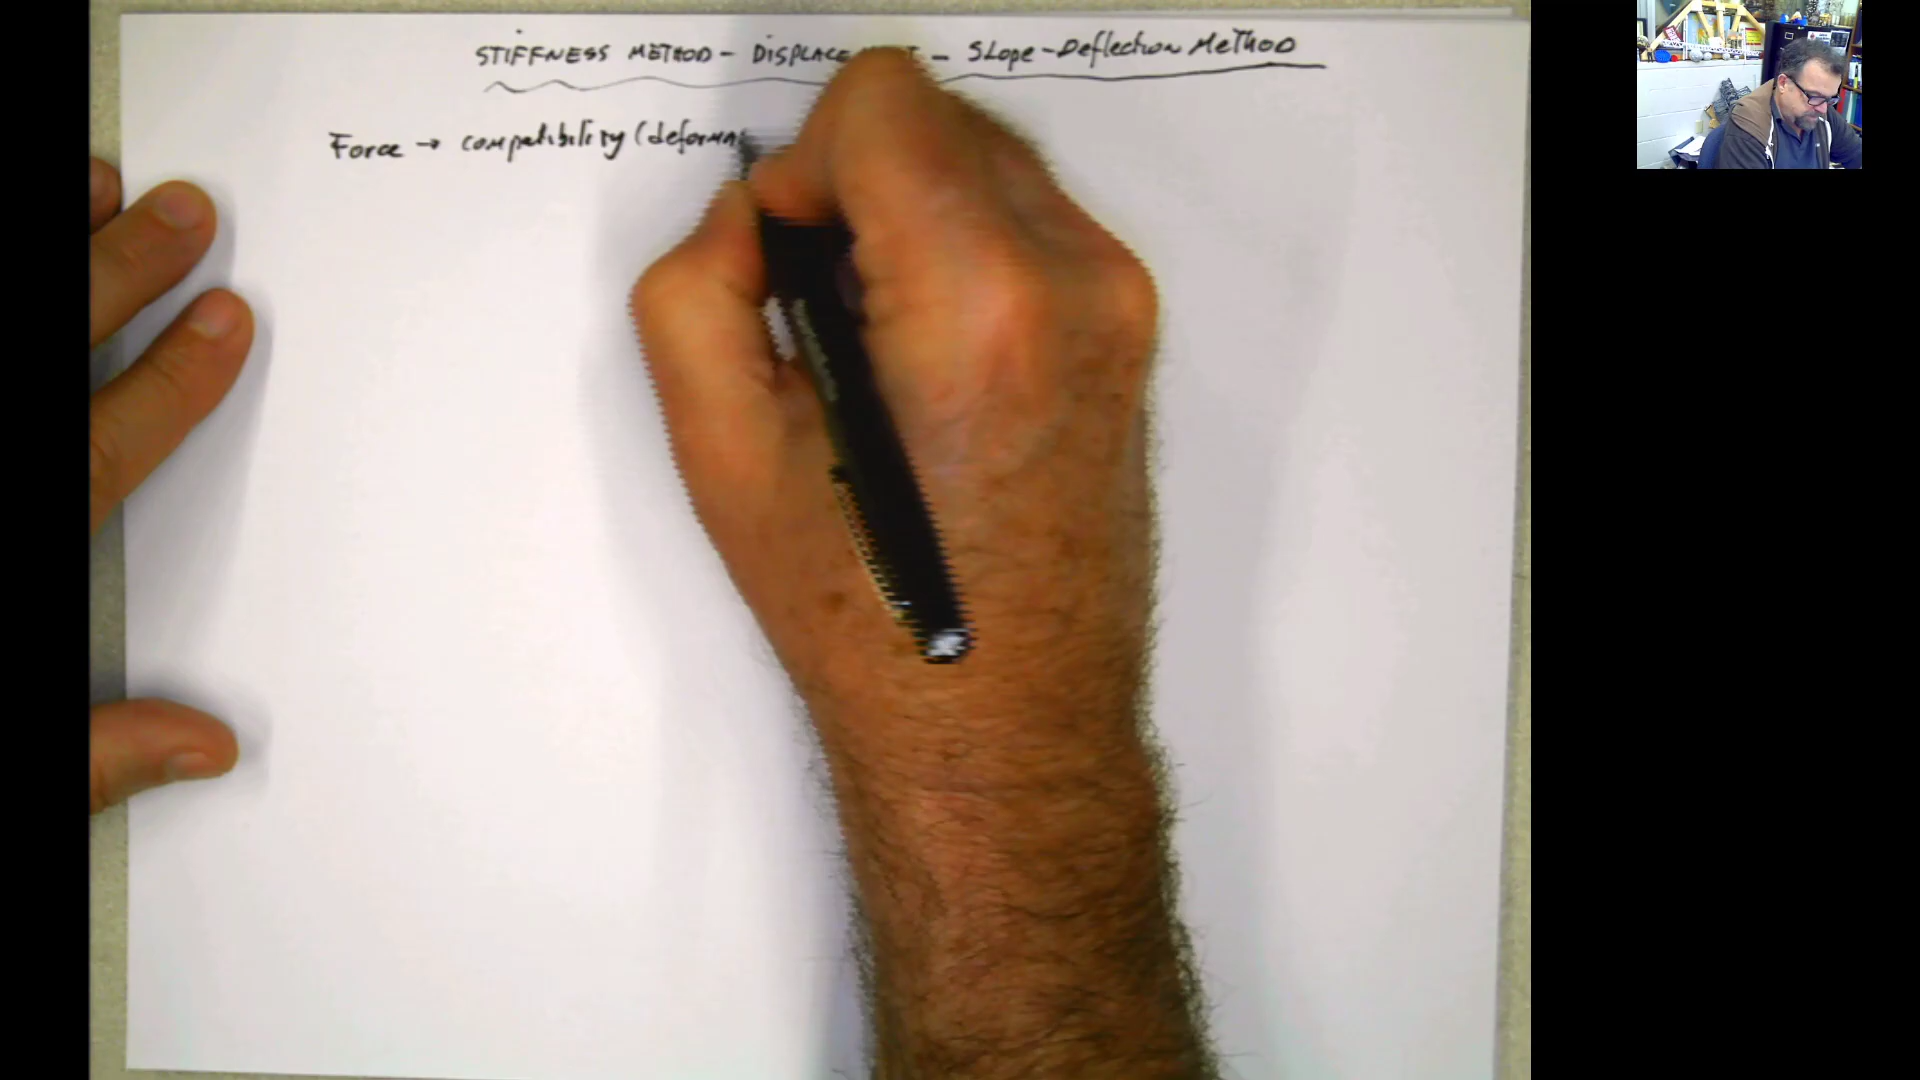 STIFFNESS METHOD - DISPLACE T - SLope-Deflection MeTHOD
Force → compatibility (deforma